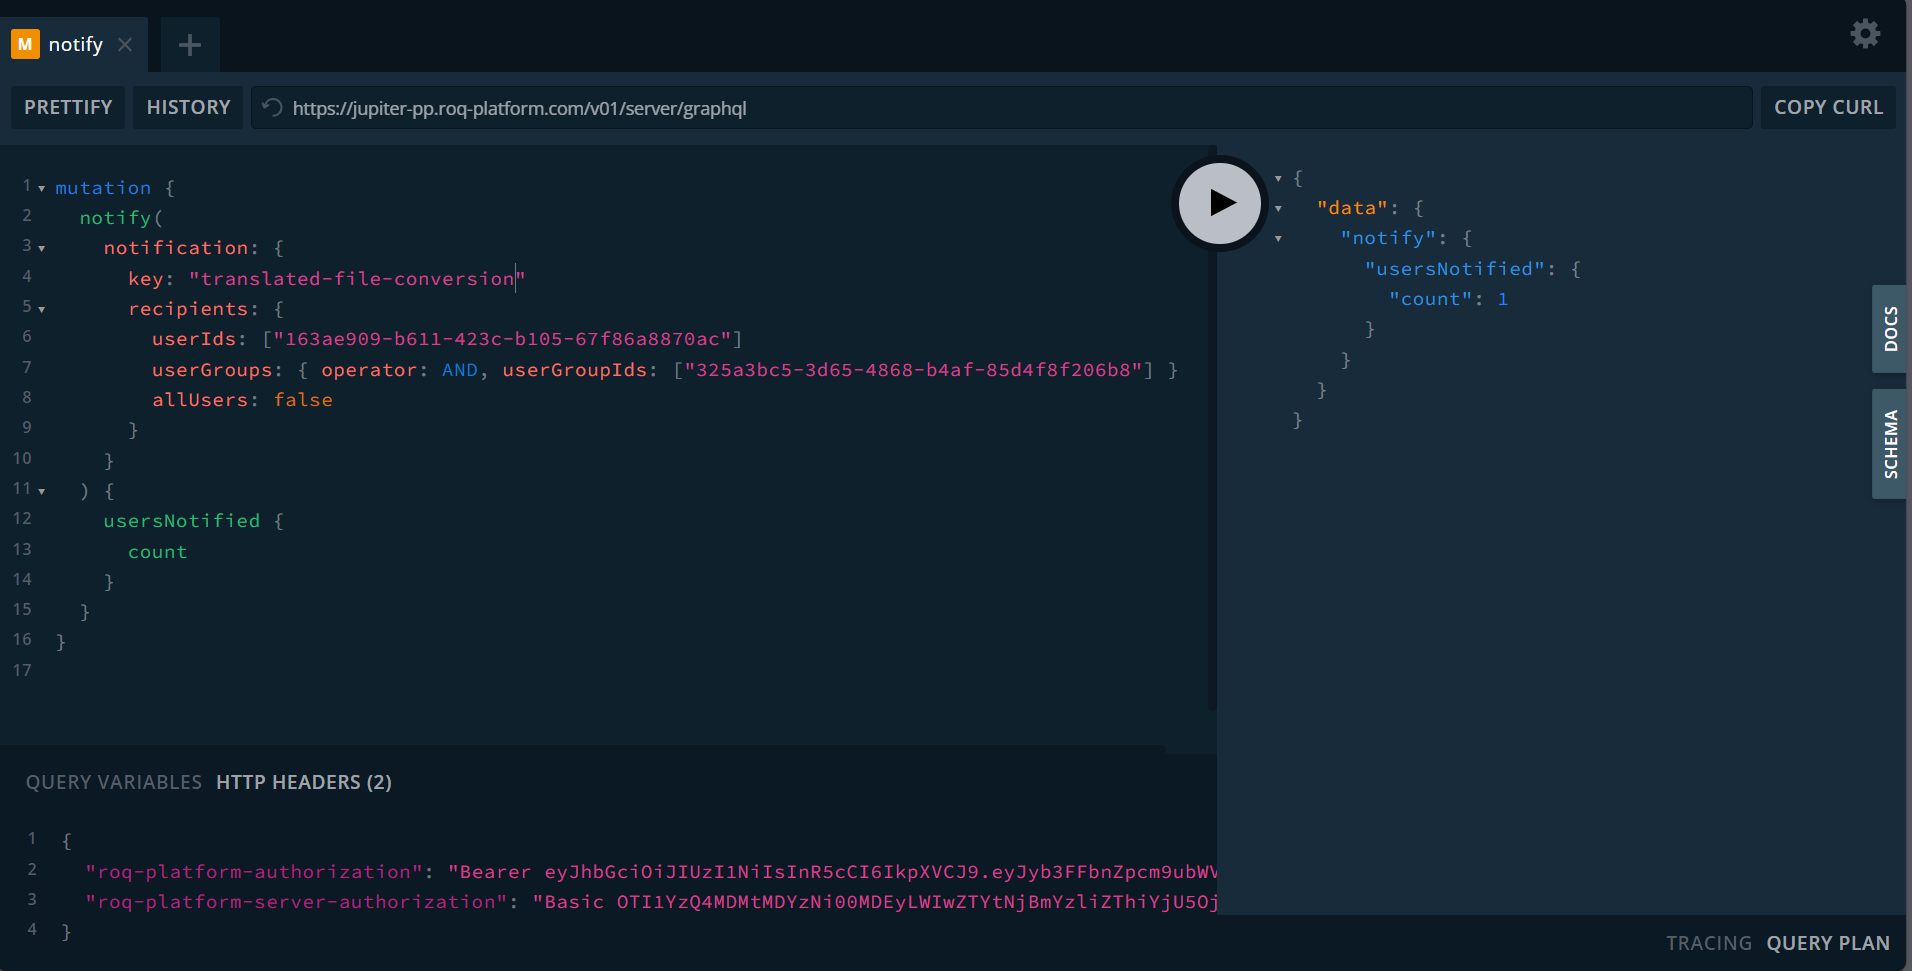 M notify
PRETTIFY HISTORY https://jupiter-pp.roq-platform.com/v01/server/graphql COPY CURL
1 mutation {
2 notify(
3 notification: {
4 key: "translated-file-conversion"
5 recipients: {
6 userIds: ["163ae909-b611-423c-b105-67f86a8870ac"]
7 userGroups: { operator: AND, userGroupIds: ["325a3bc5-3d65-4868-b4af-85d4f8f206b8"] }
8 allUsers: false
9 }
10 }
11 ) {
12 usersNotified {
13 count
14 }
15 }
16 }
17
{
"data": {
"notify": {
"usersNotified": {
"count": 1
}
}
}
}
DOCS
SCHEMA
QUERY VARIABLES HTTP HEADERS (2)
1 {
2 "roq-platform-authorization": "Bearer eyJhbGciOiJIUzI1NiIsInR5cCI6IkpXVCJ9.eyJyb3FFbnZpcm9ubWV
3 "roq-platform-server-authorization": "Basic OTI1YzQ4MDMtMDYzNi00MDEyLWIwZTYtNjBmYzliZThiYjU5Oj
4 }
TRACING QUERY PLAN